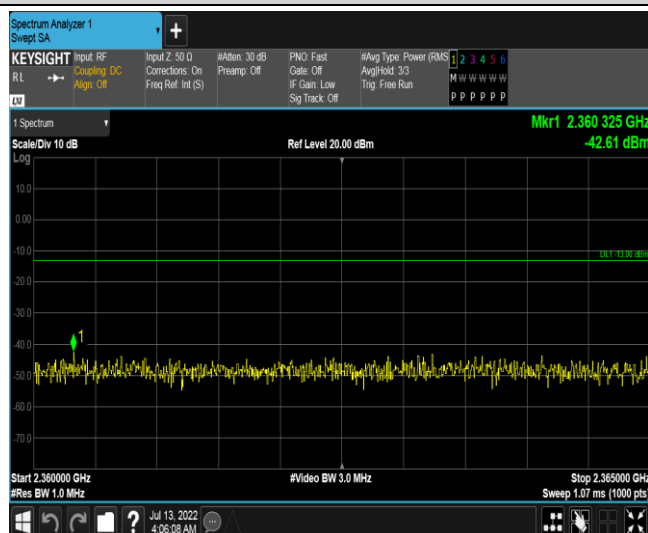 Spectrum Analyzer 1
Swept SA
+
KEYSIGHT Input: RF Input Z: 50 Ω #Atten: 30 dB PNO: Fast #Avg Type: Power (RMS 1 2 3 4 5 6
RL Coupling: DC Corrections: On Preamp: Off Gate: Off Avg|Hold: 3/3 M W W W W W
Align: Off Freq Ref: Int (S) IF Gain: Low Trig: Free Run
LXI Sig Track: Off P P P P P P
1 Spectrum Mkr1 2.360 325 GHz
Scale/Div 10 dB Ref Level 20.00 dBm -42.61 dBm
Log
10.0
0.00
-10.0
DL1 -13.00 dBm
-20.0
-30.0
1
-40.0
-50.0
-60.0
-70.0
Start 2.360000 GHz #Video BW 3.0 MHz Stop 2.365000 GHz
#Res BW 1.0 MHz Sweep 1.07 ms (1000 pts)
? Jul 13, 2022
4:06:08 AM